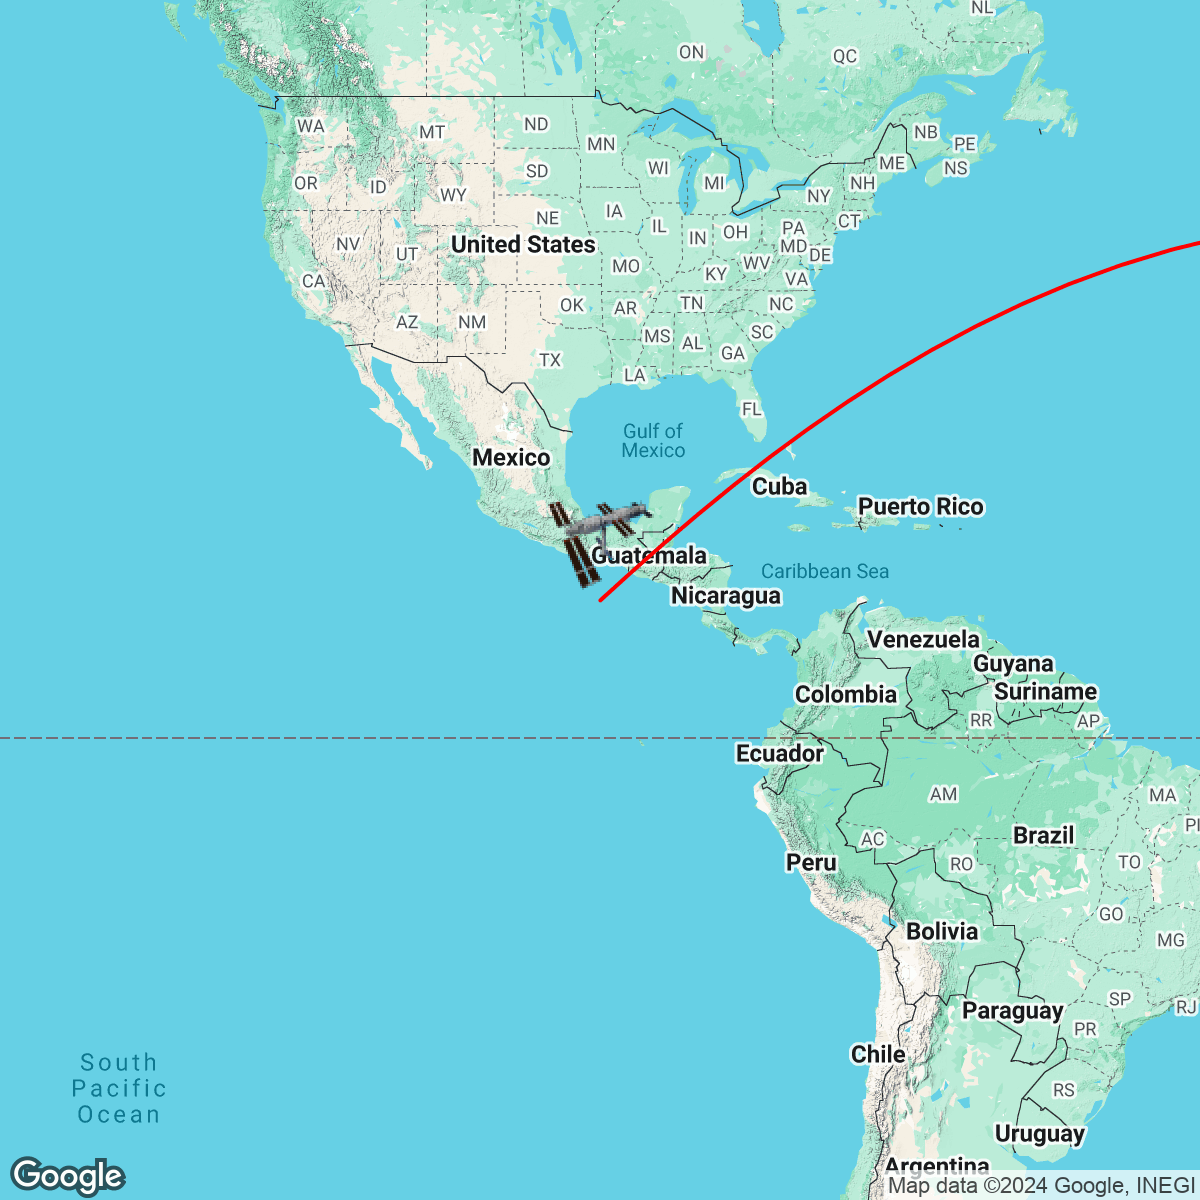 NL
ON
QC
WA
MT
ND
MN
NB
PE
NS
ME
OR
ID
WY
SD
WI
MI
NH
NY
CT
NE
IA
IL
IN
OH
PA
MD
DE
NV
UT
United States
MO
KY
WV
VA
CA
AZ
NM
OK
AR
TN
NC
MS
AL
SC
GA
TX
LA
FL
Gulf of
Mexico
Mexico
Cuba
Puerto Rico
Guatemala
Caribbean Sea
Nicaragua
Venezuela
Guyana
Suriname
Colombia
RR
AP
Ecuador
AM
MA
PI
AC
Brazil
Peru
RO
TO
GO
Bolivia
MG
SP
RJ
Paraguay
PR
Chile
South
Pacific
Ocean
RS
Uruguay
Argentina
Google
Map data ©2024 Google, INEGI